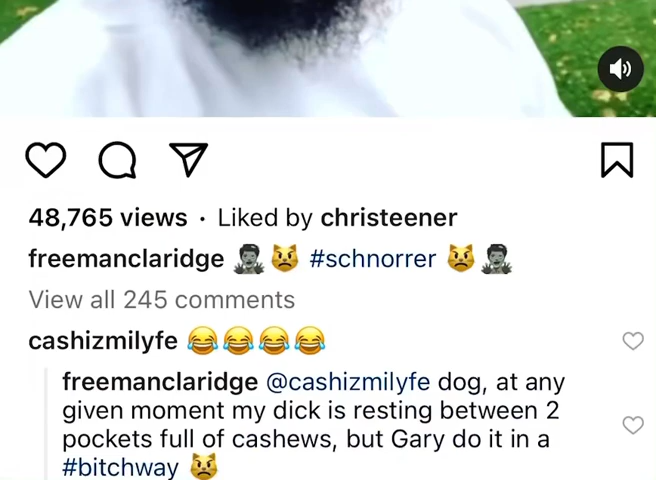 48,765 views · Liked by christeener
freemanclaridge 🧟‍♂️😾 #schnorrer 😾🧟‍♂️
View all 245 comments
cashizmilyfe 😂😂😂😂
freemanclaridge @cashizmilyfe dog, at any
given moment my dick is resting between 2
pockets full of cashews, but Gary do it in a
#bitchway 😾